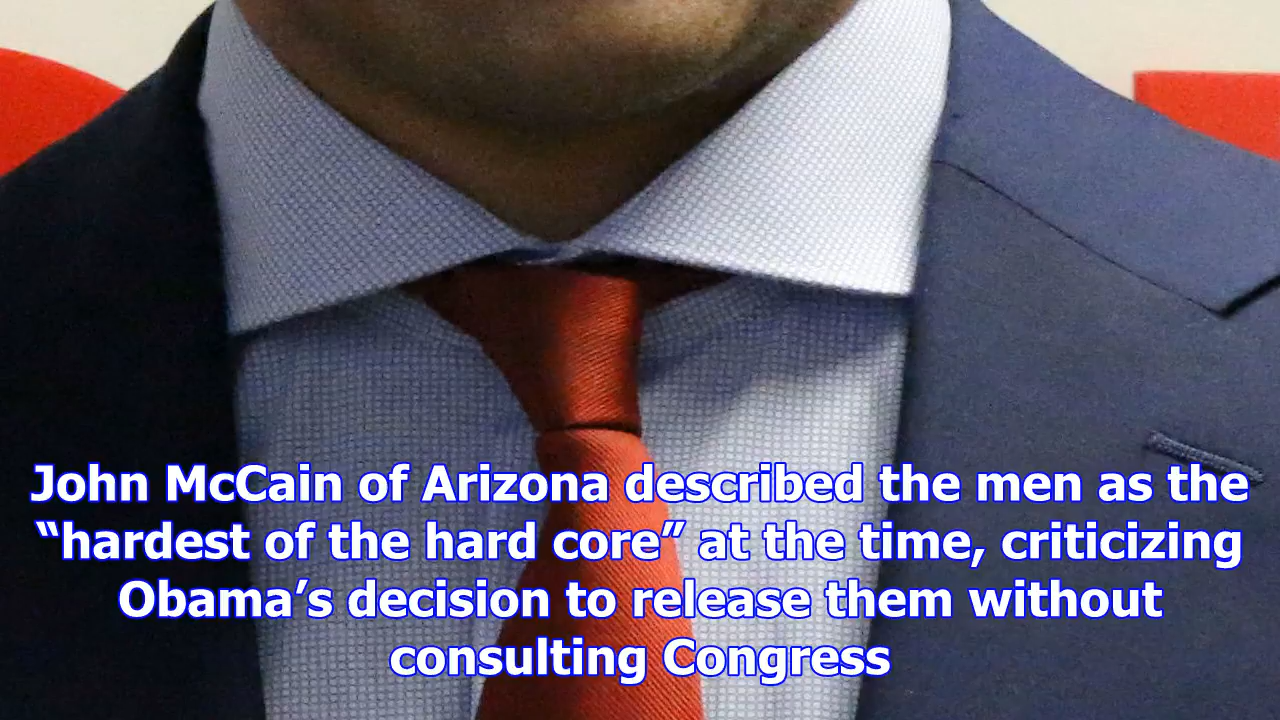 John McCain of Arizona described the men as the
“hardest of the hard core” at the time, criticizing
Obama’s decision to release them without
consulting Congress